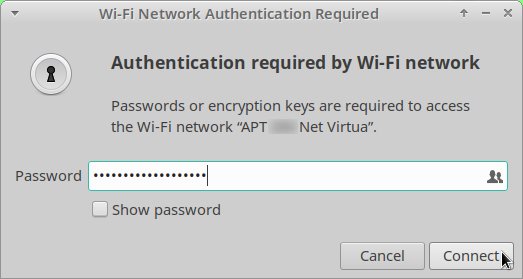 Wi-Fi Network Authentication Required
Authentication required by Wi-Fi network
Passwords or encryption keys are required to access
the Wi-Fi network “APT Net Virtua”.
Password •••••••••••••••••••
Show password
Cancel Connect